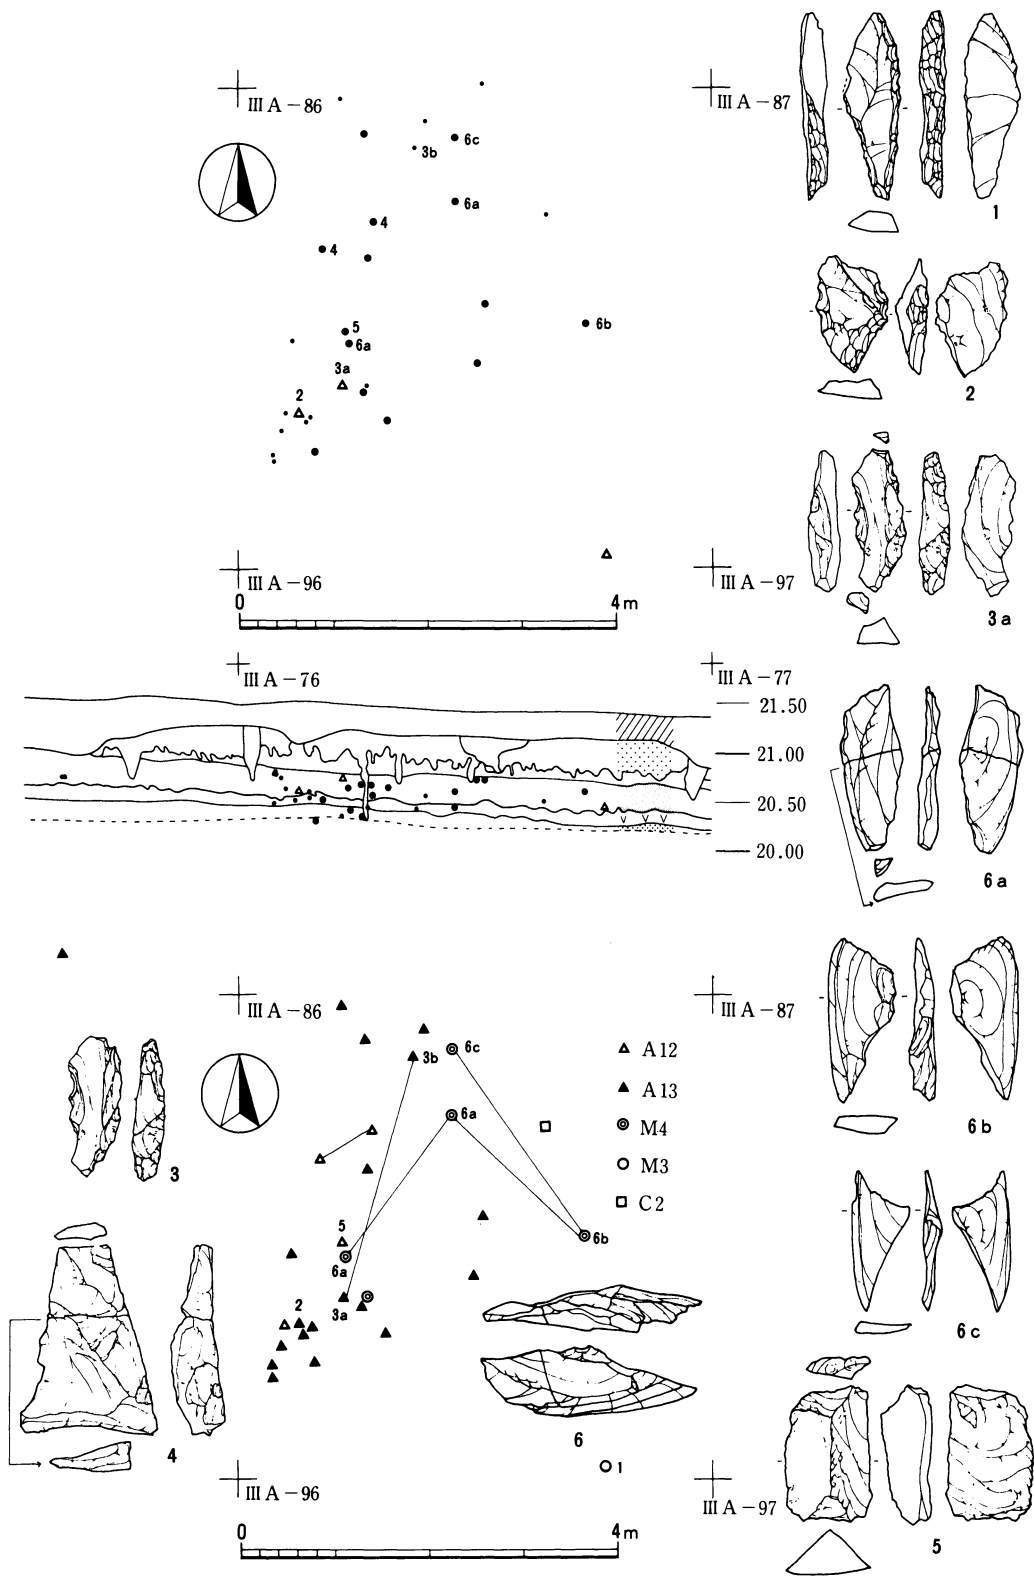 III A-86
III A-87
6c
3b
6a
4
4
5
6a
6b
3a
2
III A-96
III A-97
0
4m
1
2
3a
III A-76
III A-77
21.50
21.00
20.50
20.00
6a
III A-86
III A-87
6c
3b
6a
5
6a
6b
3a
2
A12
A13
M4
M3
C2
3
4
6
1
6b
6c
5
III A-96
III A-97
0
4m